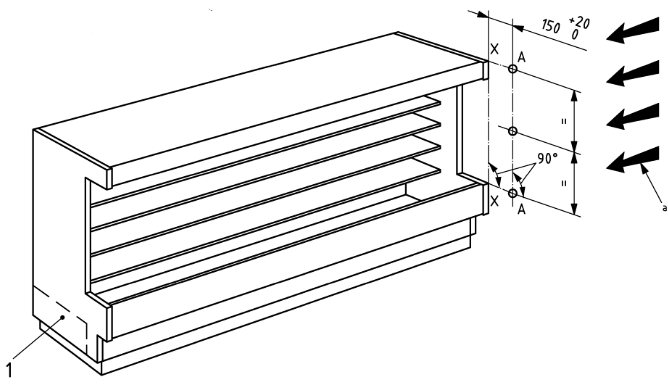 150 +20 0
X A
=
90°
=
X A
a
1